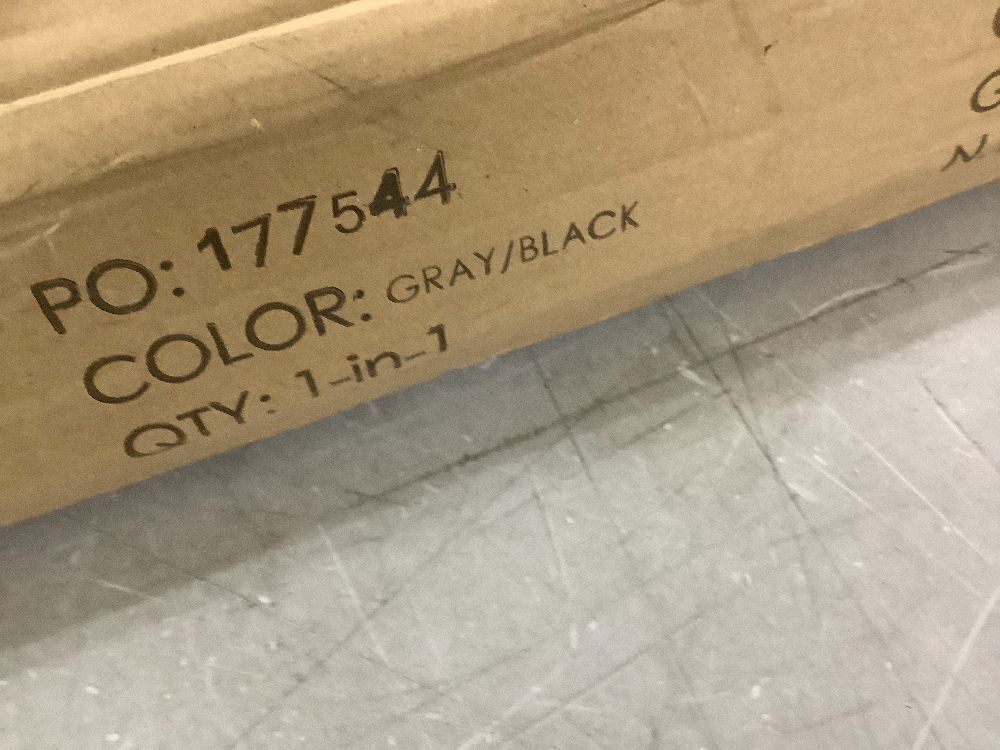 PO: 177544
COLOR: GRAY/BLACK
QTY: 1-in-1